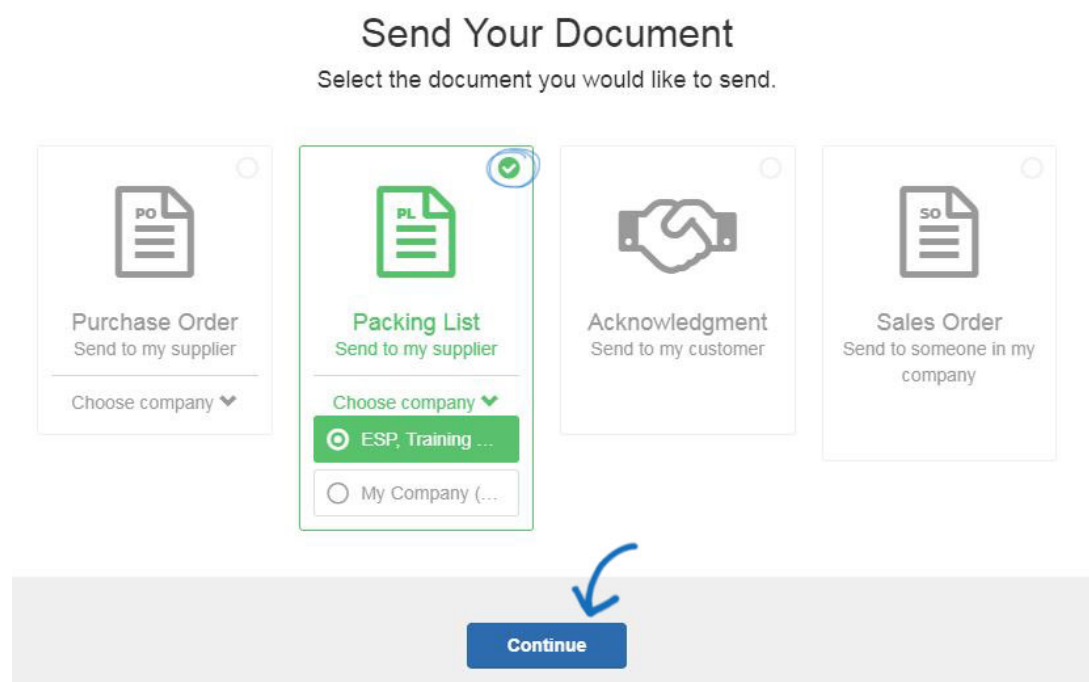 Send Your Document
Select the document you would like to send.
PO
Purchase Order
Send to my supplier
Choose company
PL
Packing List
Send to my supplier
Choose company
ESP, Training ...
My Company (...
Acknowledgment
Send to my customer
SO
Sales Order
Send to someone in my
company
Continue